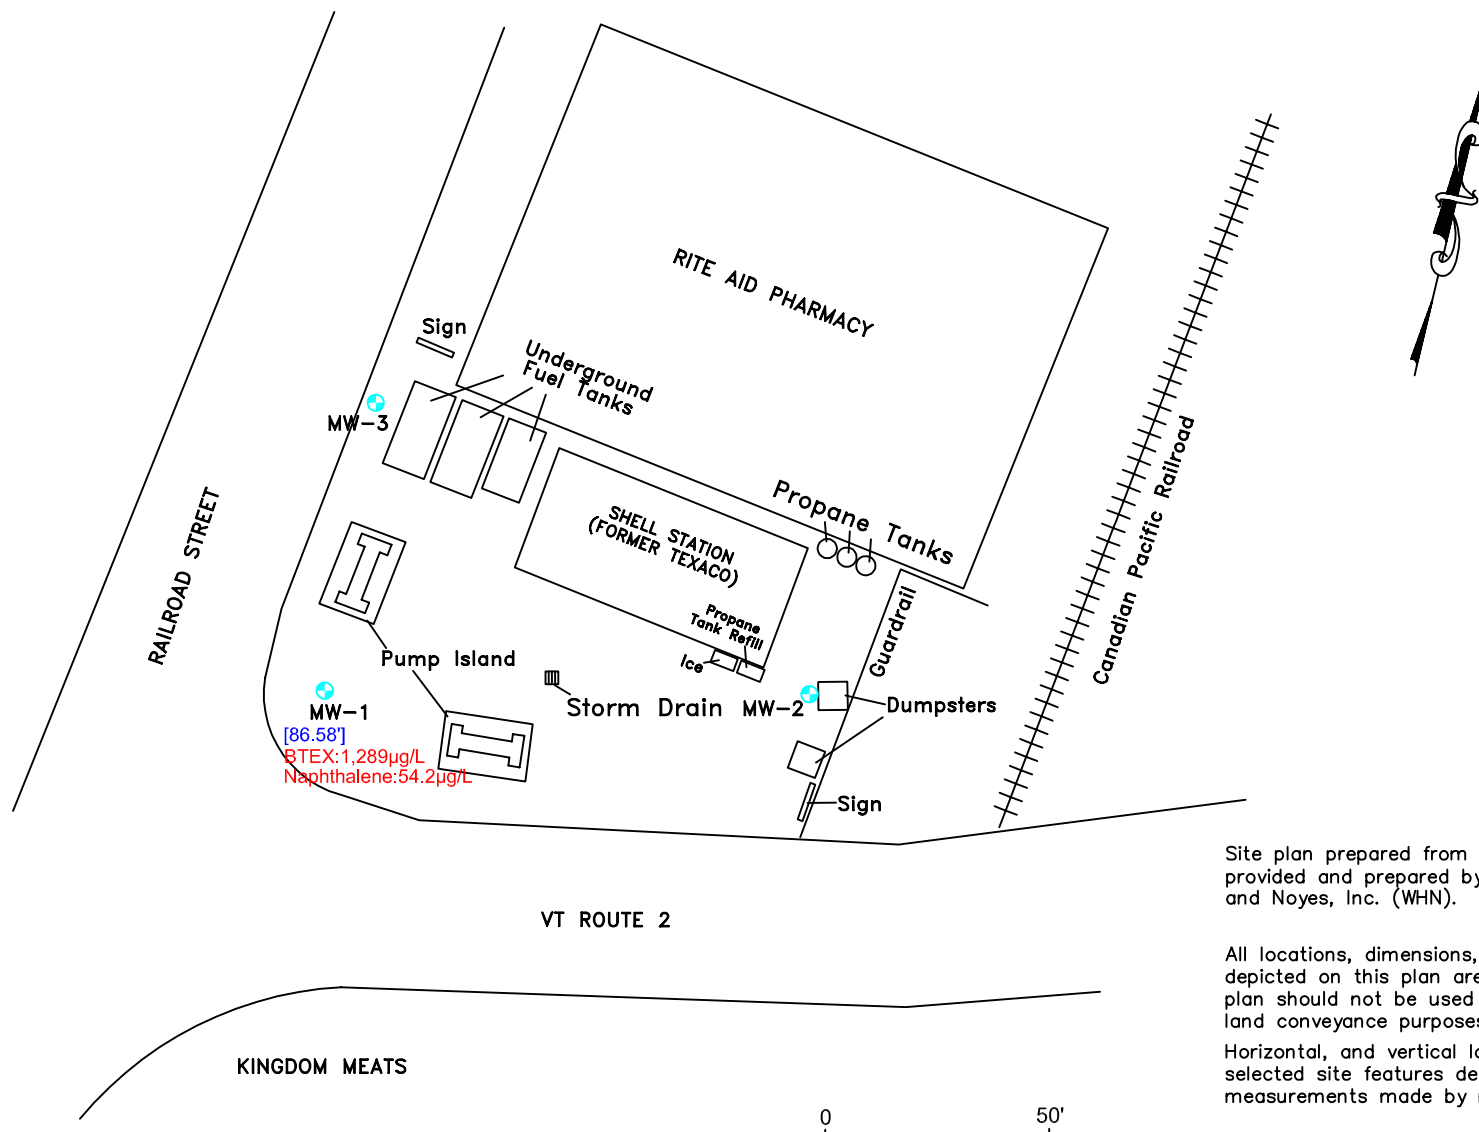 RITE AID PHARMACY
Sign
Underground
Fuel Tanks
MW-3
Propane Tanks
SHELL STATION
(FORMER TEXACO)
Canadian Pacific Railroad
RAILROAD STREET
Propane
Tank Refill
Ice
Guardrail
Pump Island
Storm Drain
MW-2
Dumpsters
MW-1
[86.58']
BTEX:1,289µg/L
Naphthalene:54.2µg/L
Sign
VT ROUTE 2
KINGDOM MEATS
Site plan prepared from
provided and prepared by
and Noyes, Inc. (WHN).
All locations, dimensions,
depicted on this plan are
plan should not be used
land conveyance purposes
Horizontal, and vertical
selected site features
measurements made by
0 50'